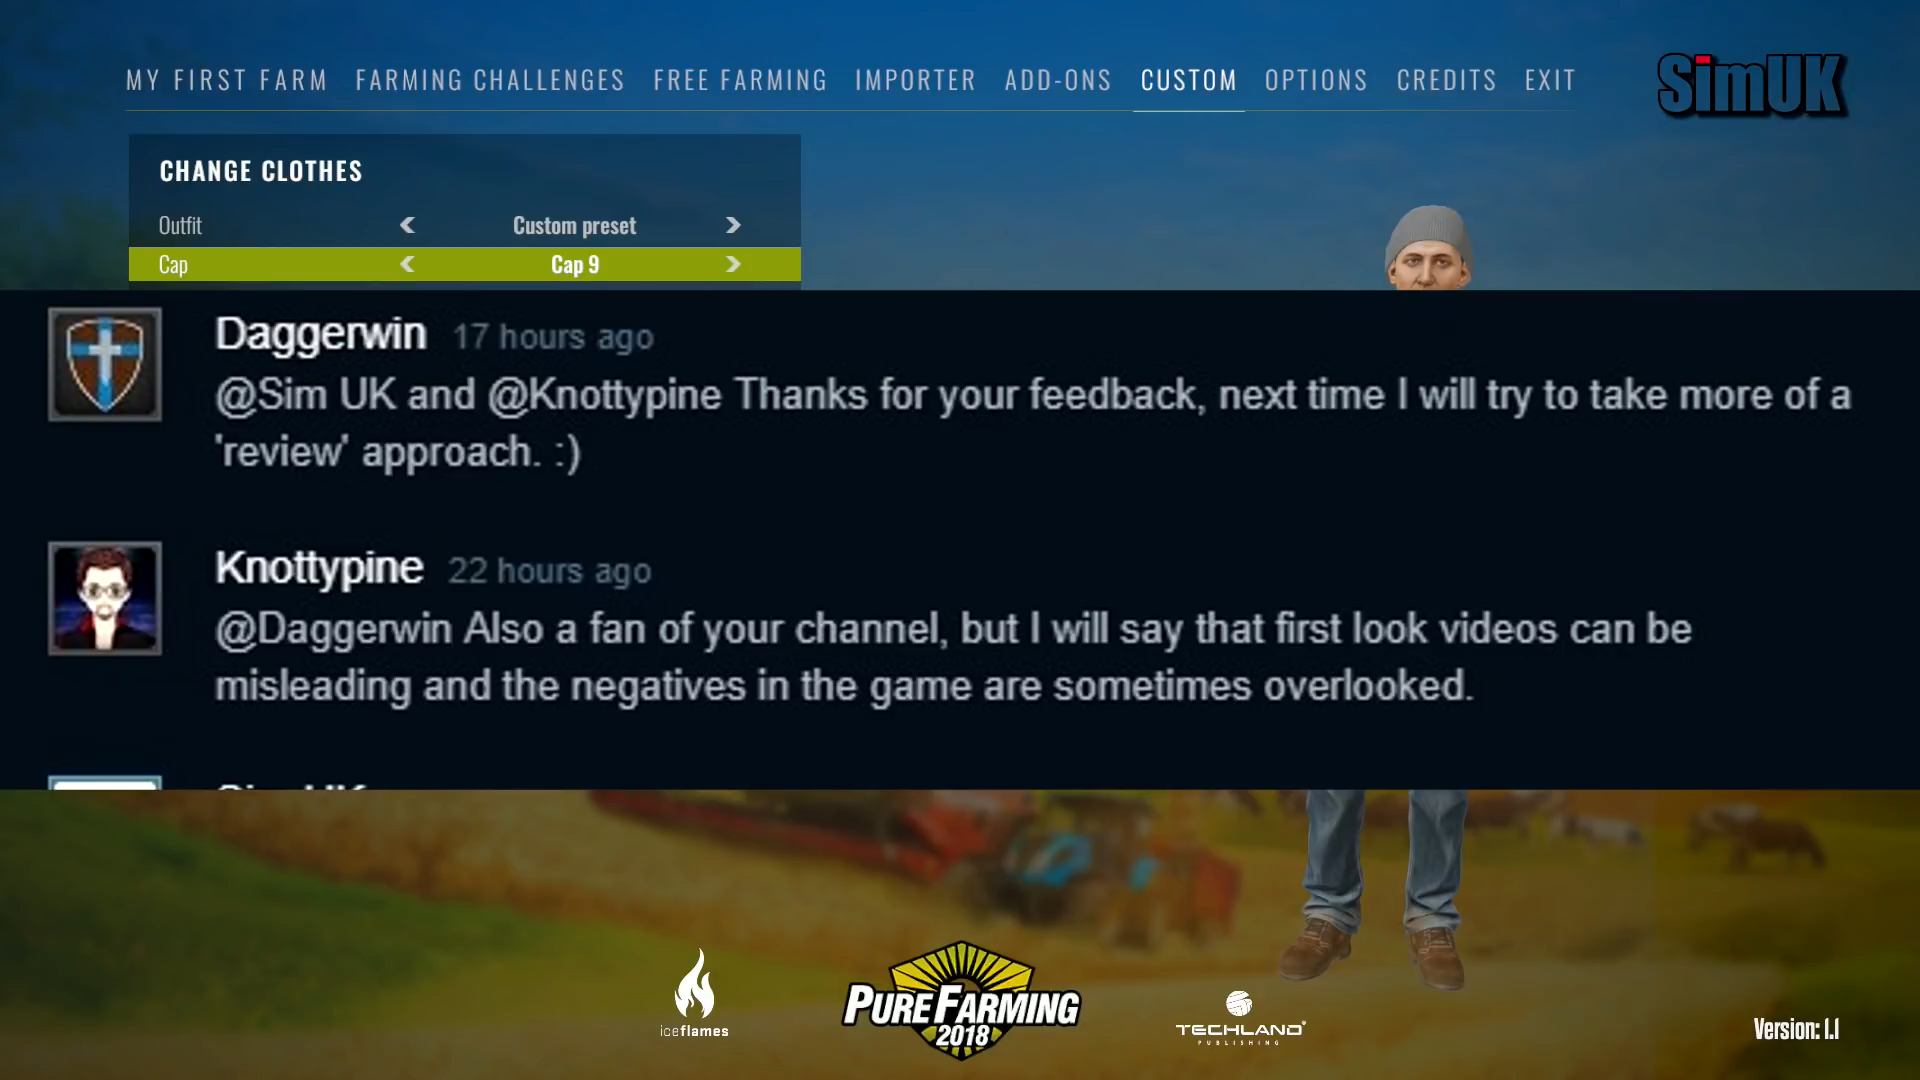 MY FIRST FARM FARMING CHALLENGES FREE FARMING IMPORTER ADD-ONS CUSTOM OPTIONS CREDITS EXIT
SimUK
CHANGE CLOTHES
Outfit Custom preset
Cap Cap 9
Daggerwin 17 hours ago
@Sim UK and @Knottypine Thanks for your feedback, next time I will try to take more of a
'review' approach. :)
Knottypine 22 hours ago
@Daggerwin Also a fan of your channel, but I will say that first look videos can be
misleading and the negatives in the game are sometimes overlooked.
Sim UK
iceflames
PURE FARMING
2018
TECHLAND
PUBLISHING
Version: 1.1